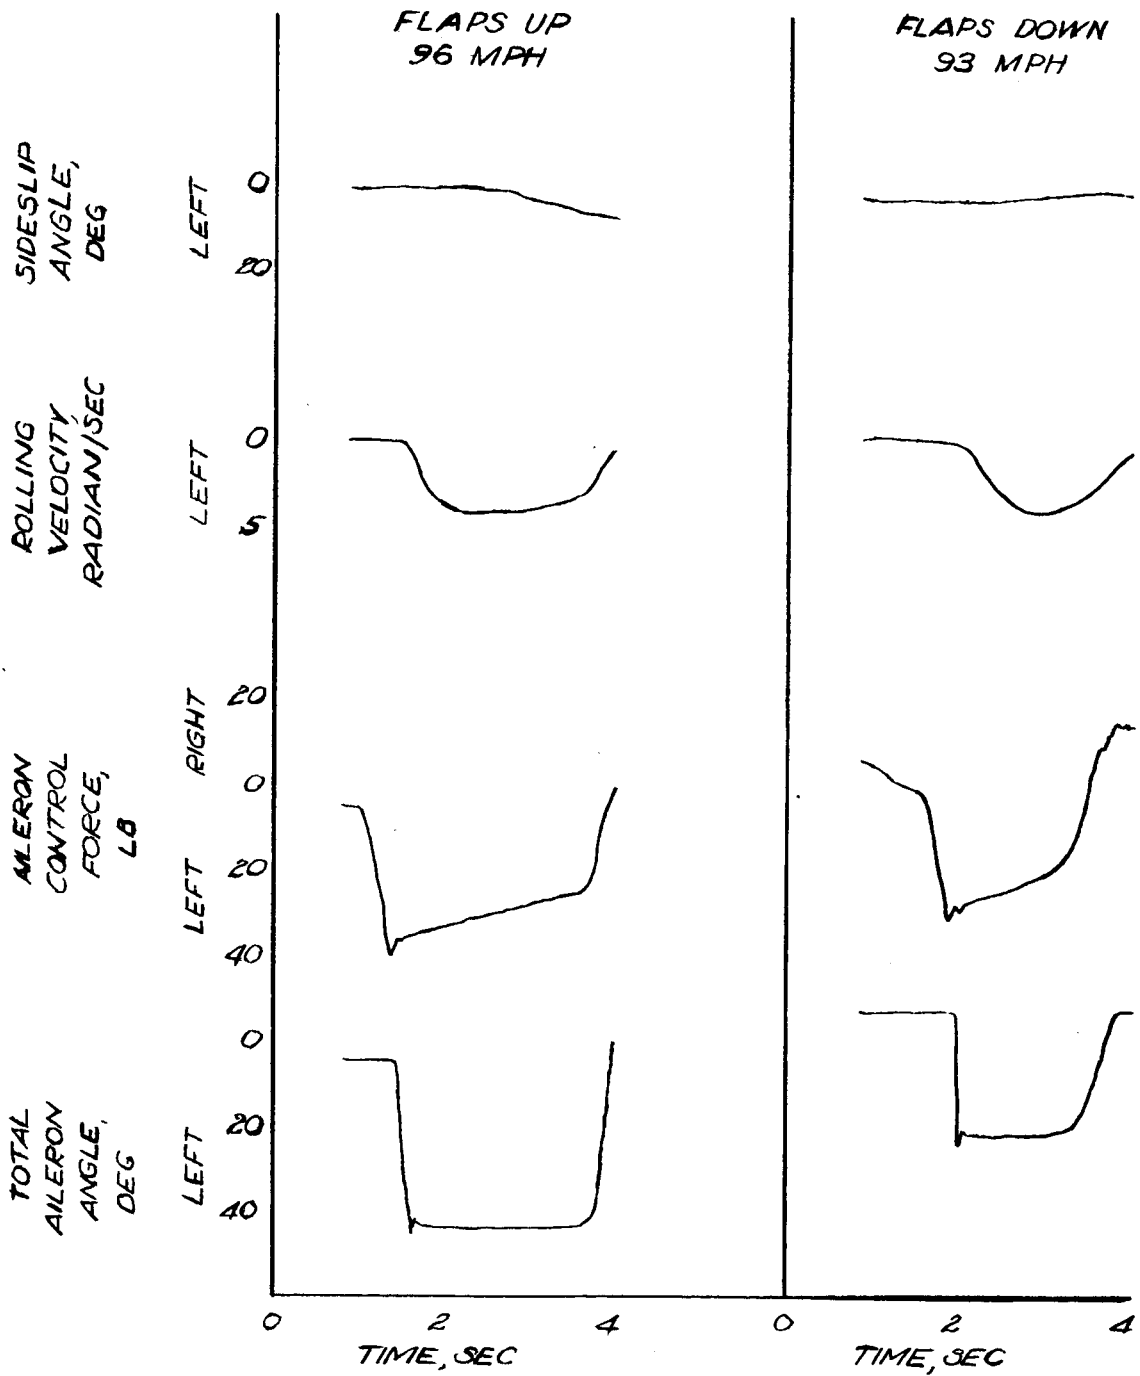 FLAPS UP
96 MPH
FLAPS DOWN
93 MPH
SIDESLIP
ANGLE,
DEG
LEFT
0
20
ROLLING
VELOCITY,
RADIAN/SEC
LEFT
0
5
AILERON
CONTROL
FORCE,
LB
RIGHT
LEFT
20
0
20
40
TOTAL
AILERON
ANGLE,
DEG
LEFT
0
20
40
0 2 4
TIME, SEC
0 2 4
TIME, SEC